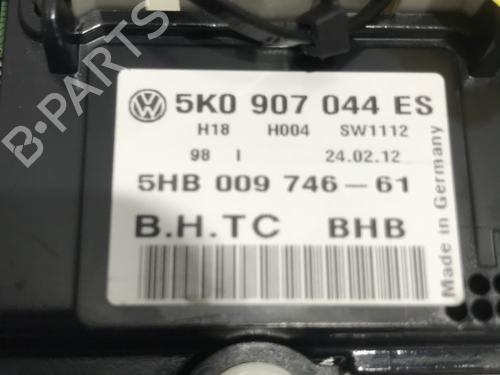 5K0 907 044 ES
H18 H004 SW1112
98 I 24.02.12
5HB 009 746-61
B.H.TC BHB
Made in Germany
B-PARTS